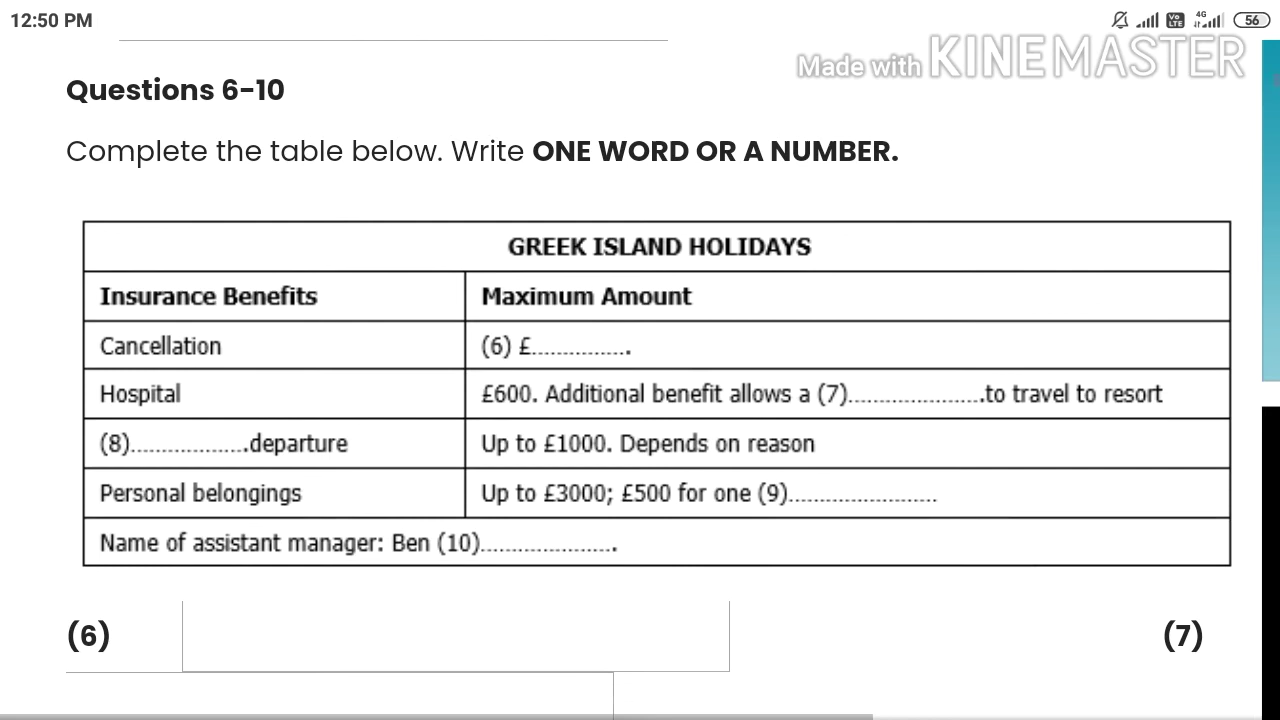 12:50 PM
Vo LTE 4G 56
Made with KINEMASTER
Questions 6-10
Complete the table below. Write ONE WORD OR A NUMBER.
GREEK ISLAND HOLIDAYS
Insurance Benefits Maximum Amount
Cancellation (6) £................
Hospital £600. Additional benefit allows a (7).......................to travel to resort
(8)....................departure Up to £1000. Depends on reason
Personal belongings Up to £3000; £500 for one (9)........................
Name of assistant manager: Ben (10)......................
(6) (7)